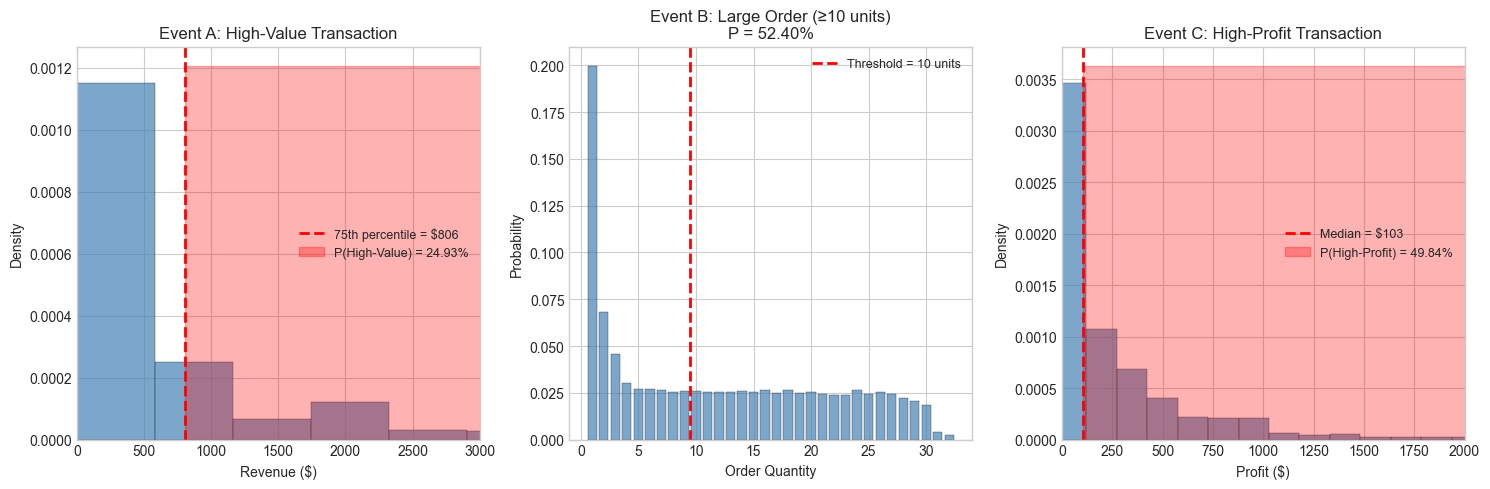 Event A: High-Value Transaction
0.0012
0.0010
0.0008
0.0006
0.0004
0.0002
0.0000
Density
75th percentile = $806
P(High-Value) = 24.93%
0 500 1000 1500 2000 2500 3000
Revenue ($)
Event B: Large Order (≥10 units)
P = 52.40%
0.200
0.175
0.150
0.125
0.100
0.075
0.050
0.025
0.000
Probability
Threshold = 10 units
0 5 10 15 20 25 30
Order Quantity
Event C: High-Profit Transaction
0.0035
0.0030
0.0025
0.0020
0.0015
0.0010
0.0005
0.0000
Density
Median = $103
P(High-Profit) = 49.84%
0 250 500 750 1000 1250 1500 1750 2000
Profit ($)